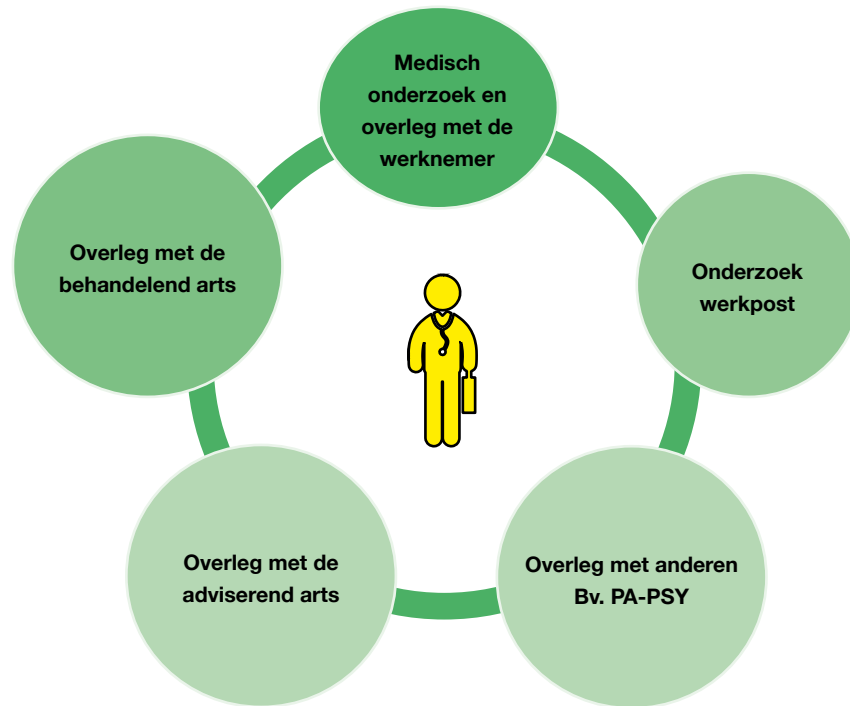 Medisch
onderzoek en
overleg met de
werknemer
Overleg met de
behandelend arts
Onderzoek
werkpost
Overleg met de
adviserend arts
Overleg met anderen
Bv. PA-PSY